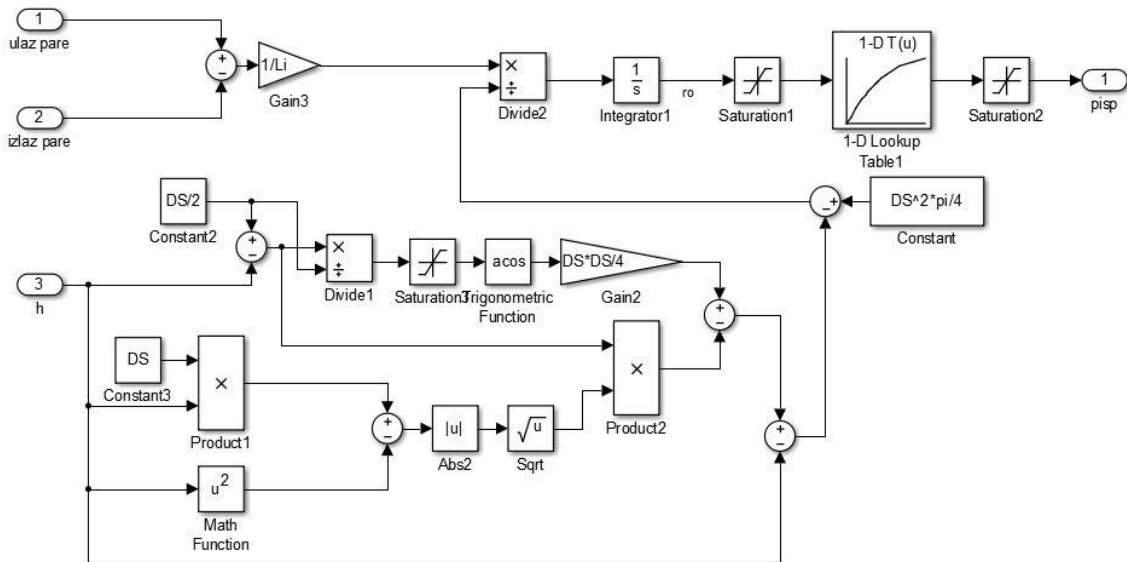 1
ulaz pare
+
−
1/Li
Gain3
2
izlaz pare
×
÷
Divide2
1
s
Integrator1
ro
Saturation1
1-D T(u)
1-D Lookup
Table1
Saturation2
1
pisp
DS/2
Constant2
+
−
×
÷
Divide1
Saturation3
acos
Trigonometric
Function
DS*DS/4
Gain2
− +
DS^2*pi/4
Constant
3
h
+
−
DS
Constant3
×
Product1
×
Product2
+
−
|u|
Abs2
√u
Sqrt
+
−
u²
Math
Function